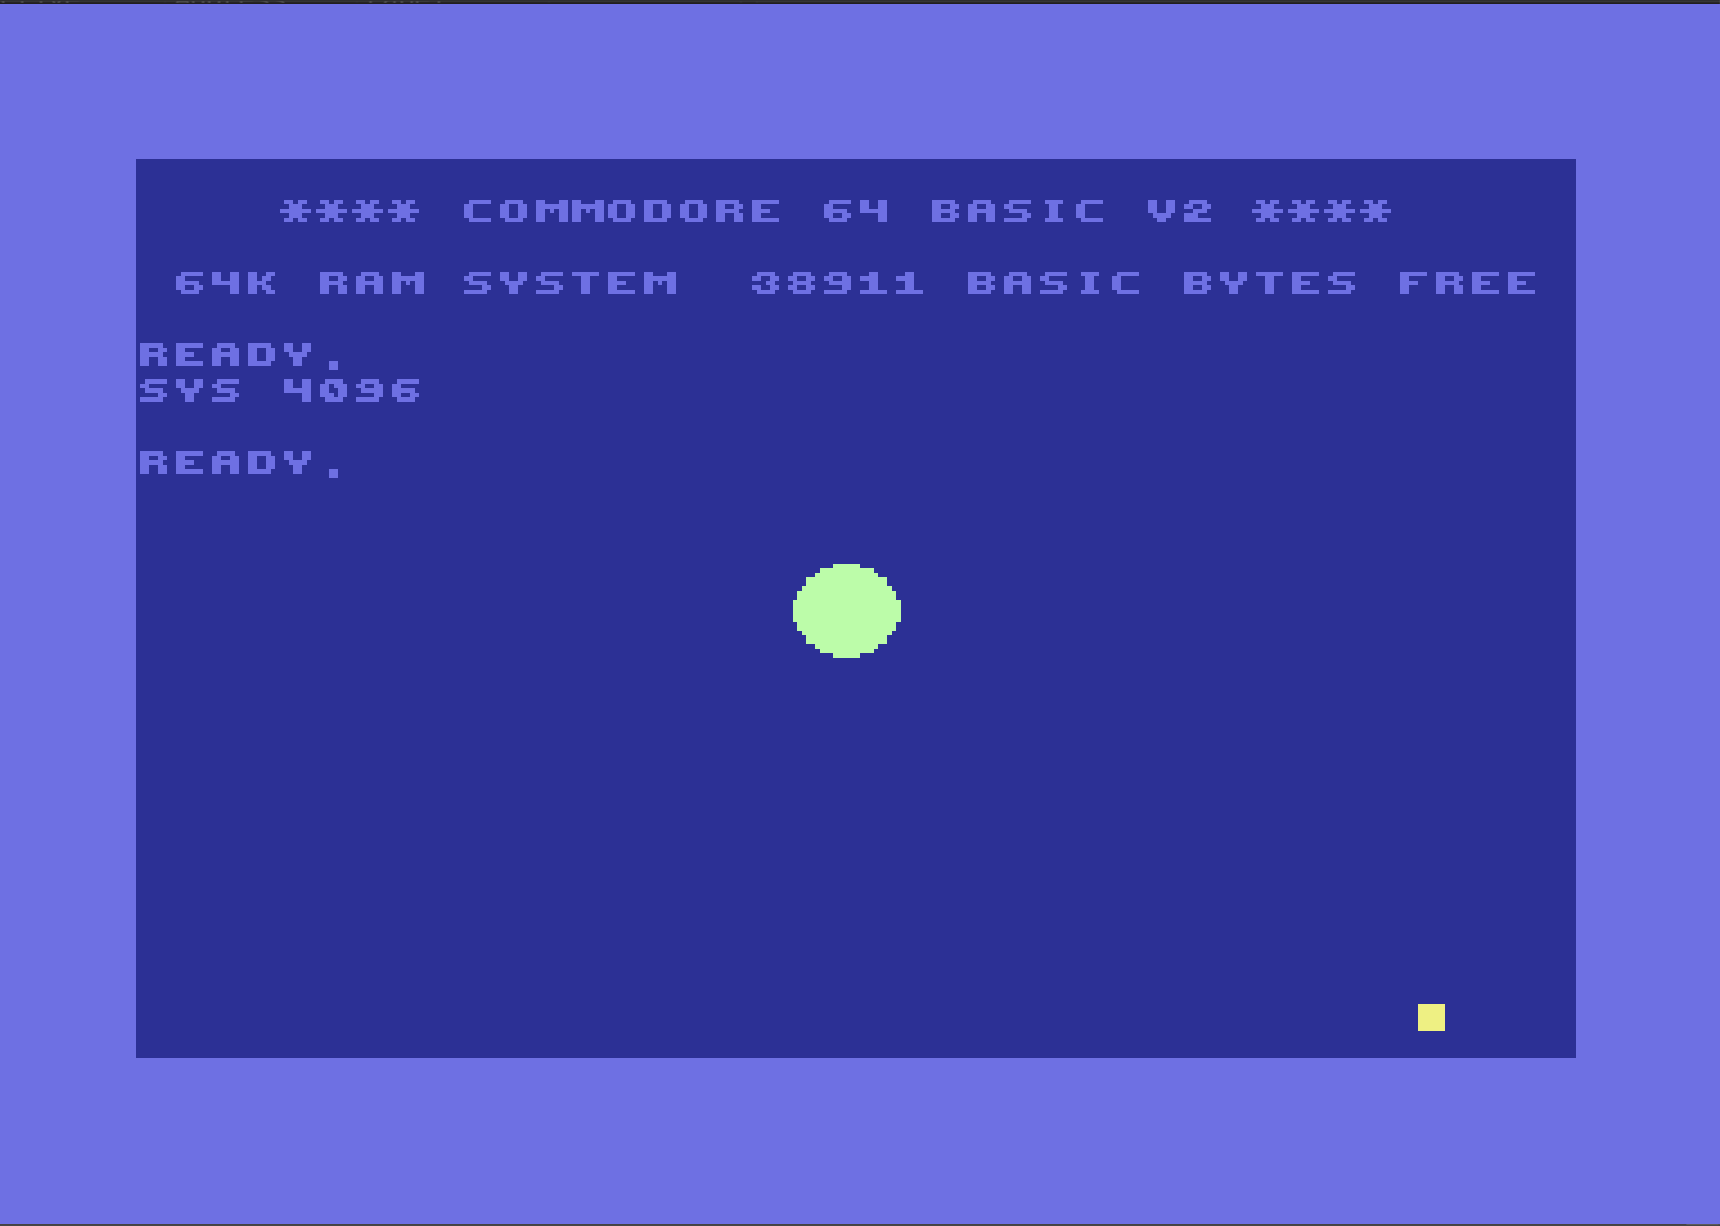 **** COMMODORE 64 BASIC V2 ****
64K RAM SYSTEM  38911 BASIC BYTES FREE
READY.
SYS 4096
READY.